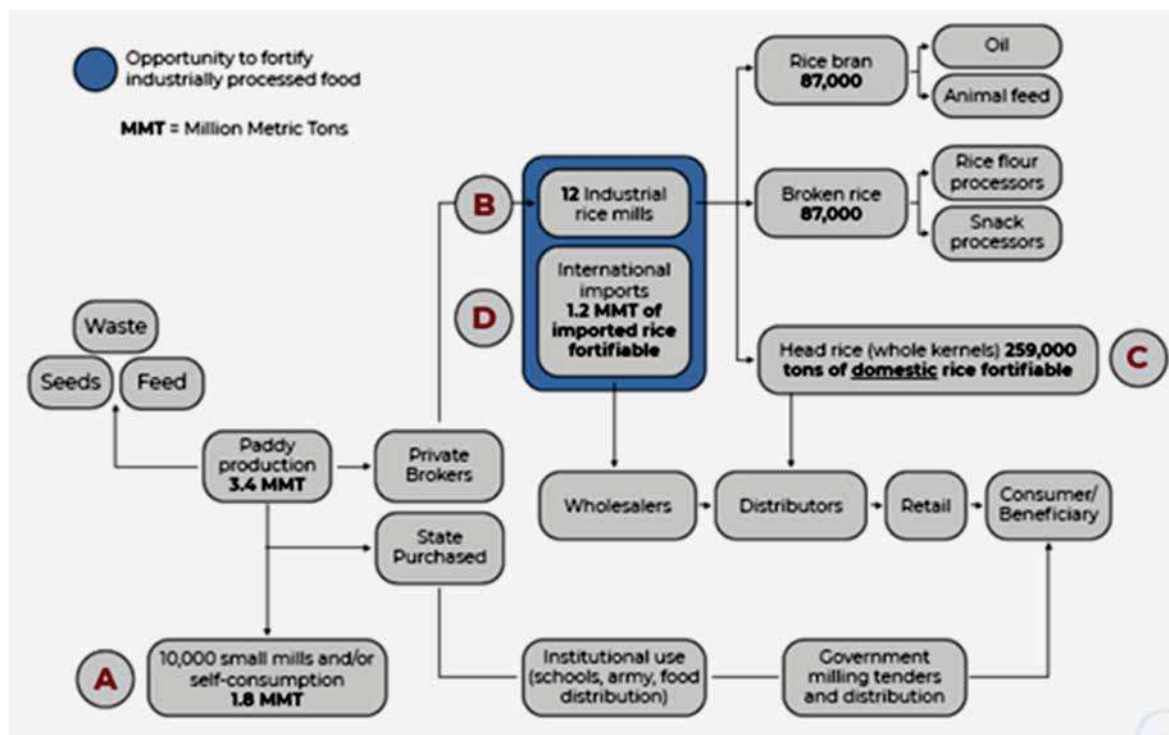 Opportunity to fortify
industrially processed food
MMT = Million Metric Tons
Rice bran
87,000
Oil
Animal feed
B
12 Industrial
rice mills
Broken rice
87,000
Rice flour
processors
Snack
processors
D
International
imports
1.2 MMT of
imported rice
fortifiable
Head rice (whole kernels) 259,000
tons of domestic rice fortifiable
C
Waste
Seeds
Feed
Paddy
production
3.4 MMT
Private
Brokers
State
Purchased
Wholesalers
Distributors
Retail
Consumer/
Beneficiary
A
10,000 small mills and/or
self-consumption
1.8 MMT
Institutional use
(schools, army, food
distribution)
Government
milling tenders
and distribution